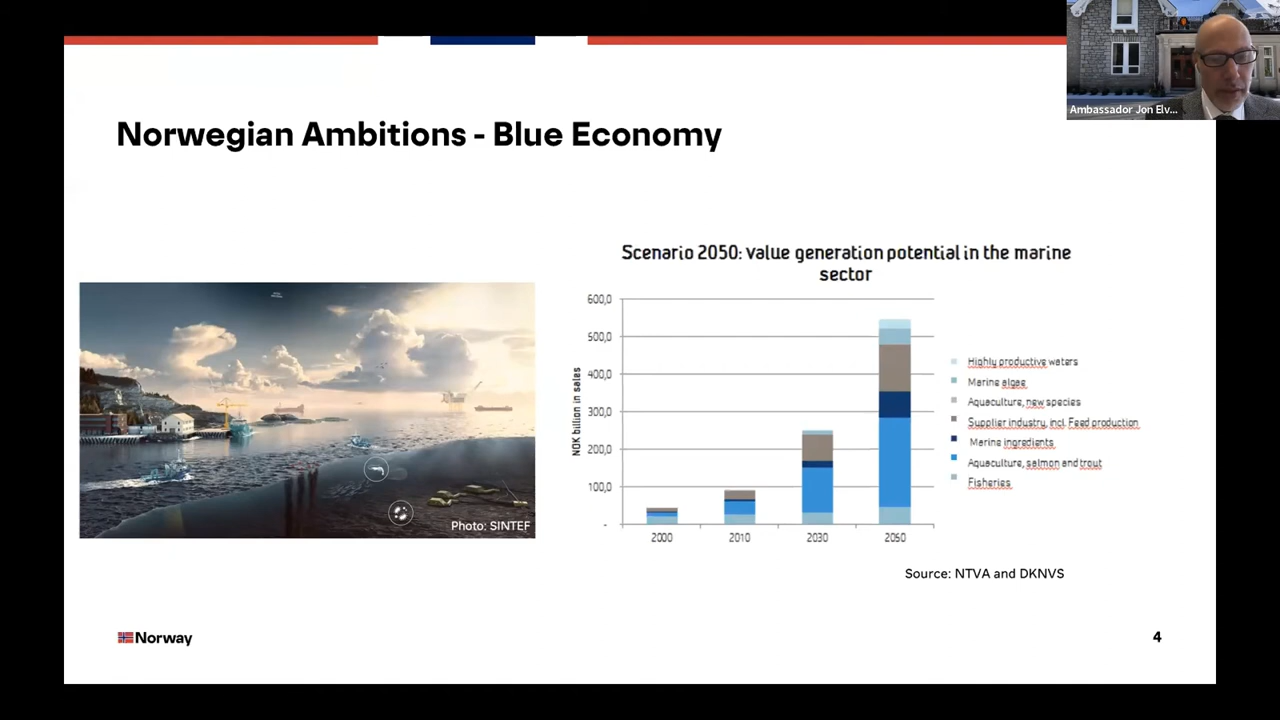 Ambassador Jon Elv...
Norwegian Ambitions - Blue Economy
Scenario 2050: value generation potential in the marine
sector
NOK billion in sales
600,0
500,0
400,0
300,0
200,0
100,0
-
2000 2010 2030 2050
Highly productive waters
Marine algae
Aquaculture, new species
Supplier industry, incl. Feed production
Marine ingredients
Aquaculture, salmon and trout
Fisheries
Photo: SINTEF
Source: NTVA and DKNVS
Norway
4